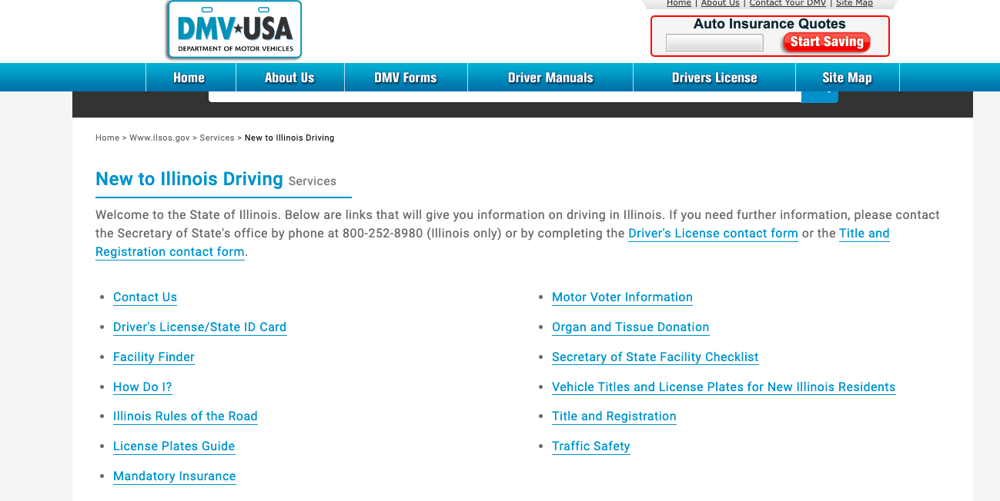 Home | About Us | Contact Your DMV | Site Map
DMV★USA
DEPARTMENT OF MOTOR VEHICLES
Auto Insurance Quotes
Start Saving
Home About Us DMV Forms Driver Manuals Drivers License Site Map
Home > Www.ilsos.gov > Services > New to Illinois Driving
New to Illinois Driving Services
Welcome to the State of Illinois. Below are links that will give you information on driving in Illinois. If you need further information, please contact
the Secretary of State's office by phone at 800-252-8980 (Illinois only) or by completing the Driver's License contact form or the Title and
Registration contact form.
• Contact Us
• Driver's License/State ID Card
• Facility Finder
• How Do I?
• Illinois Rules of the Road
• License Plates Guide
• Mandatory Insurance
• Motor Voter Information
• Organ and Tissue Donation
• Secretary of State Facility Checklist
• Vehicle Titles and License Plates for New Illinois Residents
• Title and Registration
• Traffic Safety